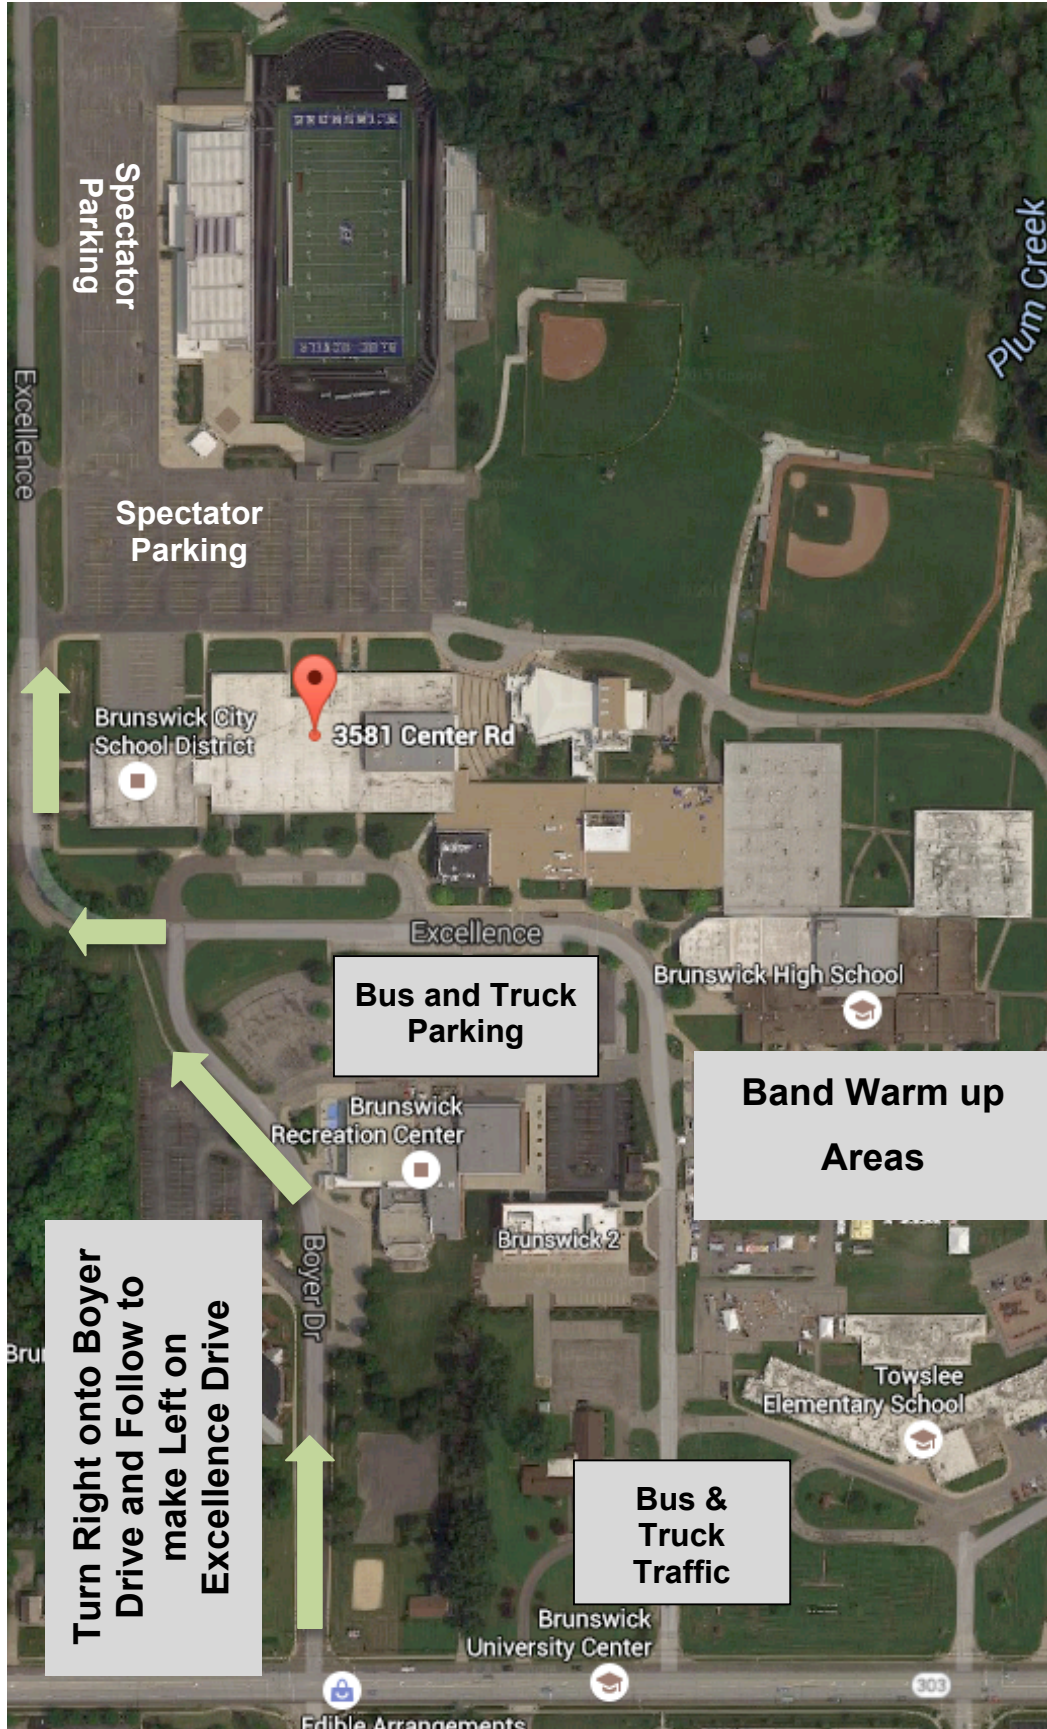 Spectator
Parking
Plum Creek
Excellence
Spectator
Parking
Brunswick City
School District
3581 Center Rd
Excellence
Brunswick High School
Bus and Truck
Parking
Band Warm up
Areas
Brunswick
Recreation Center
Brunswick 2
Boyer Dr
Turn Right onto Boyer
Drive and Follow to
make Left on
Excellence Drive
Towslee
Elementary School
Bus &
Truck
Traffic
Brunswick
University Center
303
Edible Arrangements